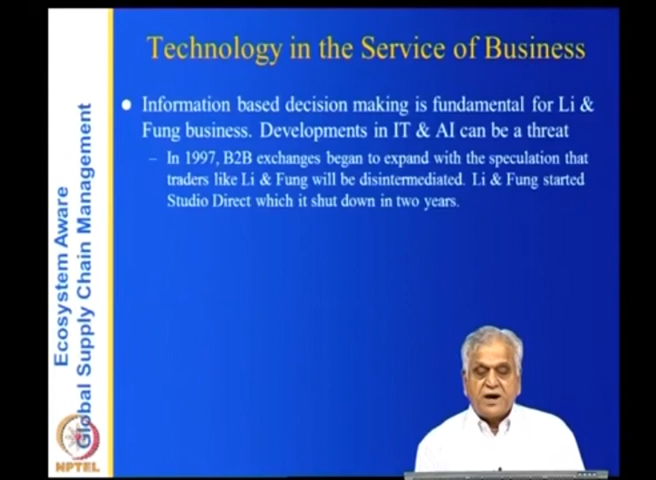 Technology in the Service of Business
Information based decision making is fundamental for Li &
Fung business. Developments in IT & AI can be a threat
– In 1997, B2B exchanges began to expand with the speculation that
traders like Li & Fung will be disintermediated. Li & Fung started
Studio Direct which it shut down in two years.
Ecosystem Aware
Global Supply Chain Management
NPTEL